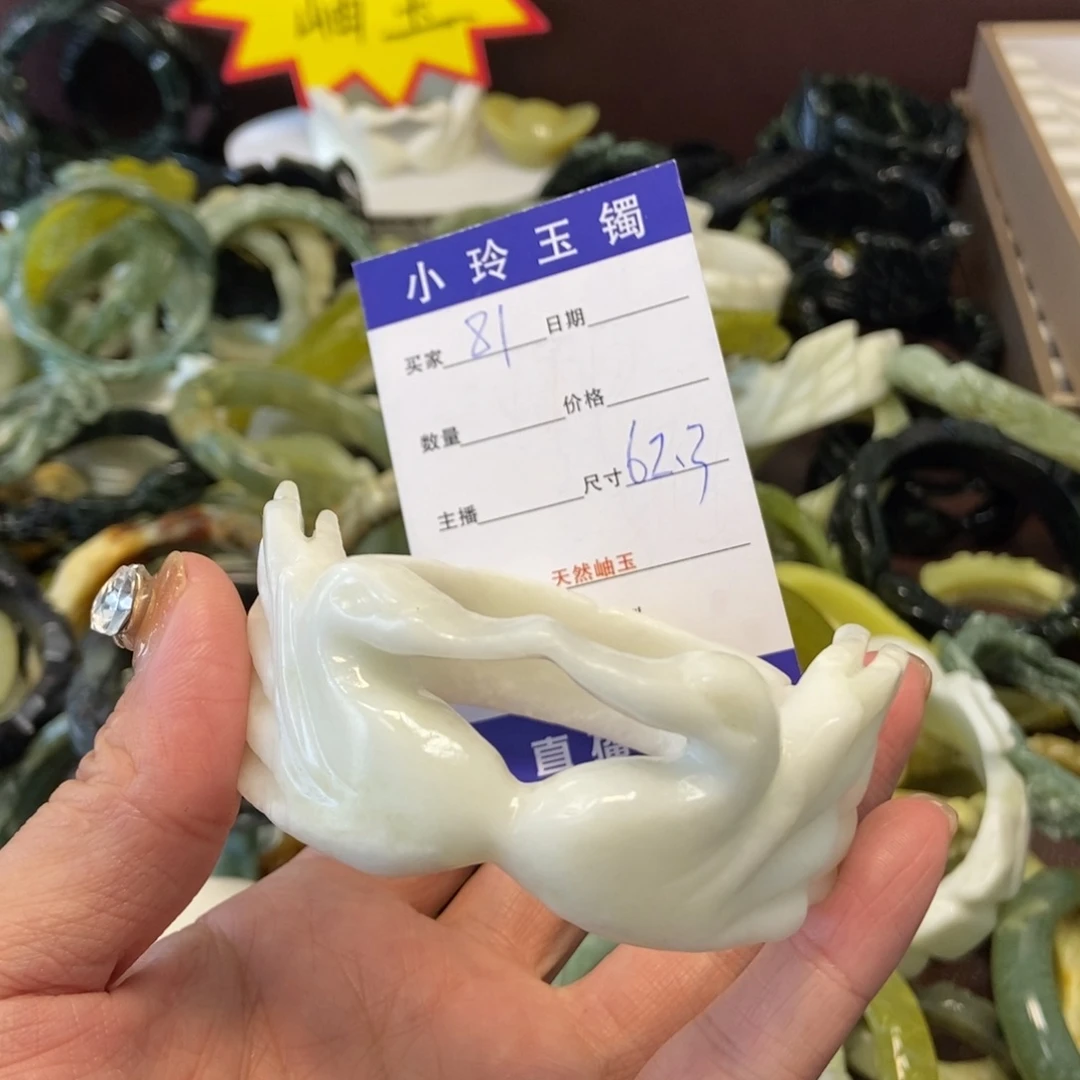 岫玉
小玲玉镯
买家 81 日期
数量 价格
主播 尺寸 62.3
天然岫玉
直播